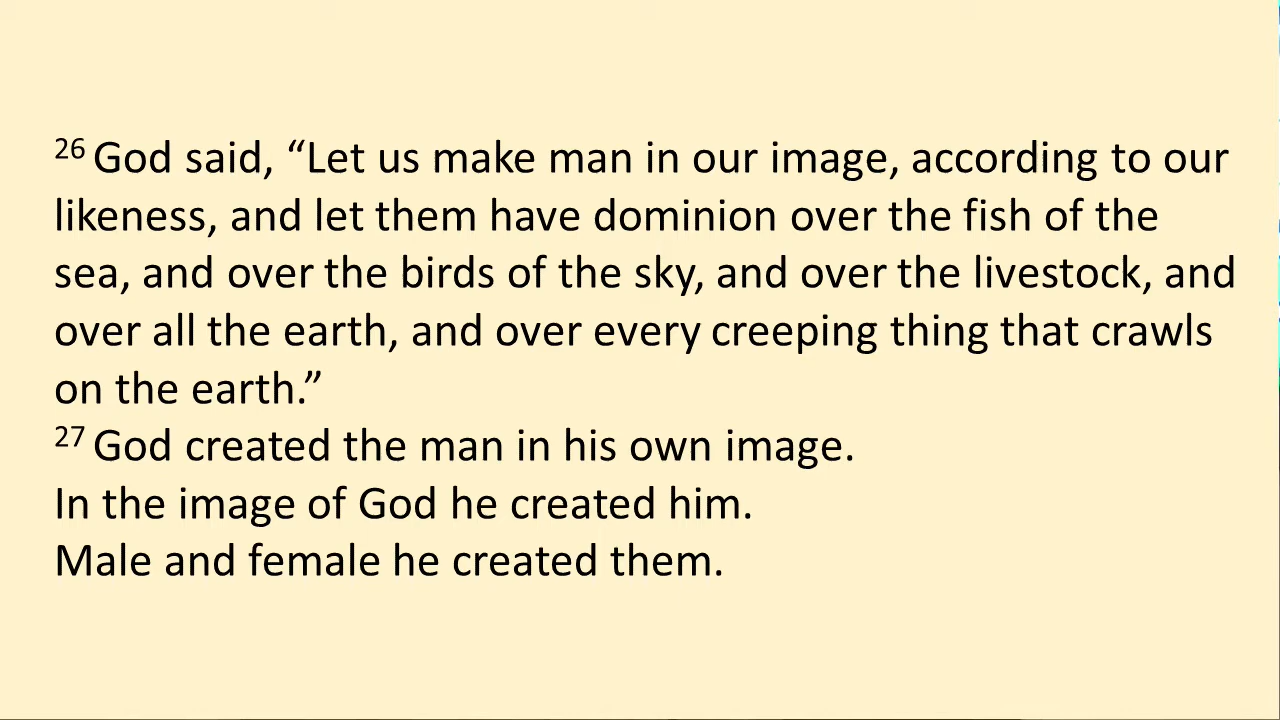 26 God said, “Let us make man in our image, according to our
likeness, and let them have dominion over the fish of the
sea, and over the birds of the sky, and over the livestock, and
over all the earth, and over every creeping thing that crawls
on the earth.”
27 God created the man in his own image.
In the image of God he created him.
Male and female he created them.